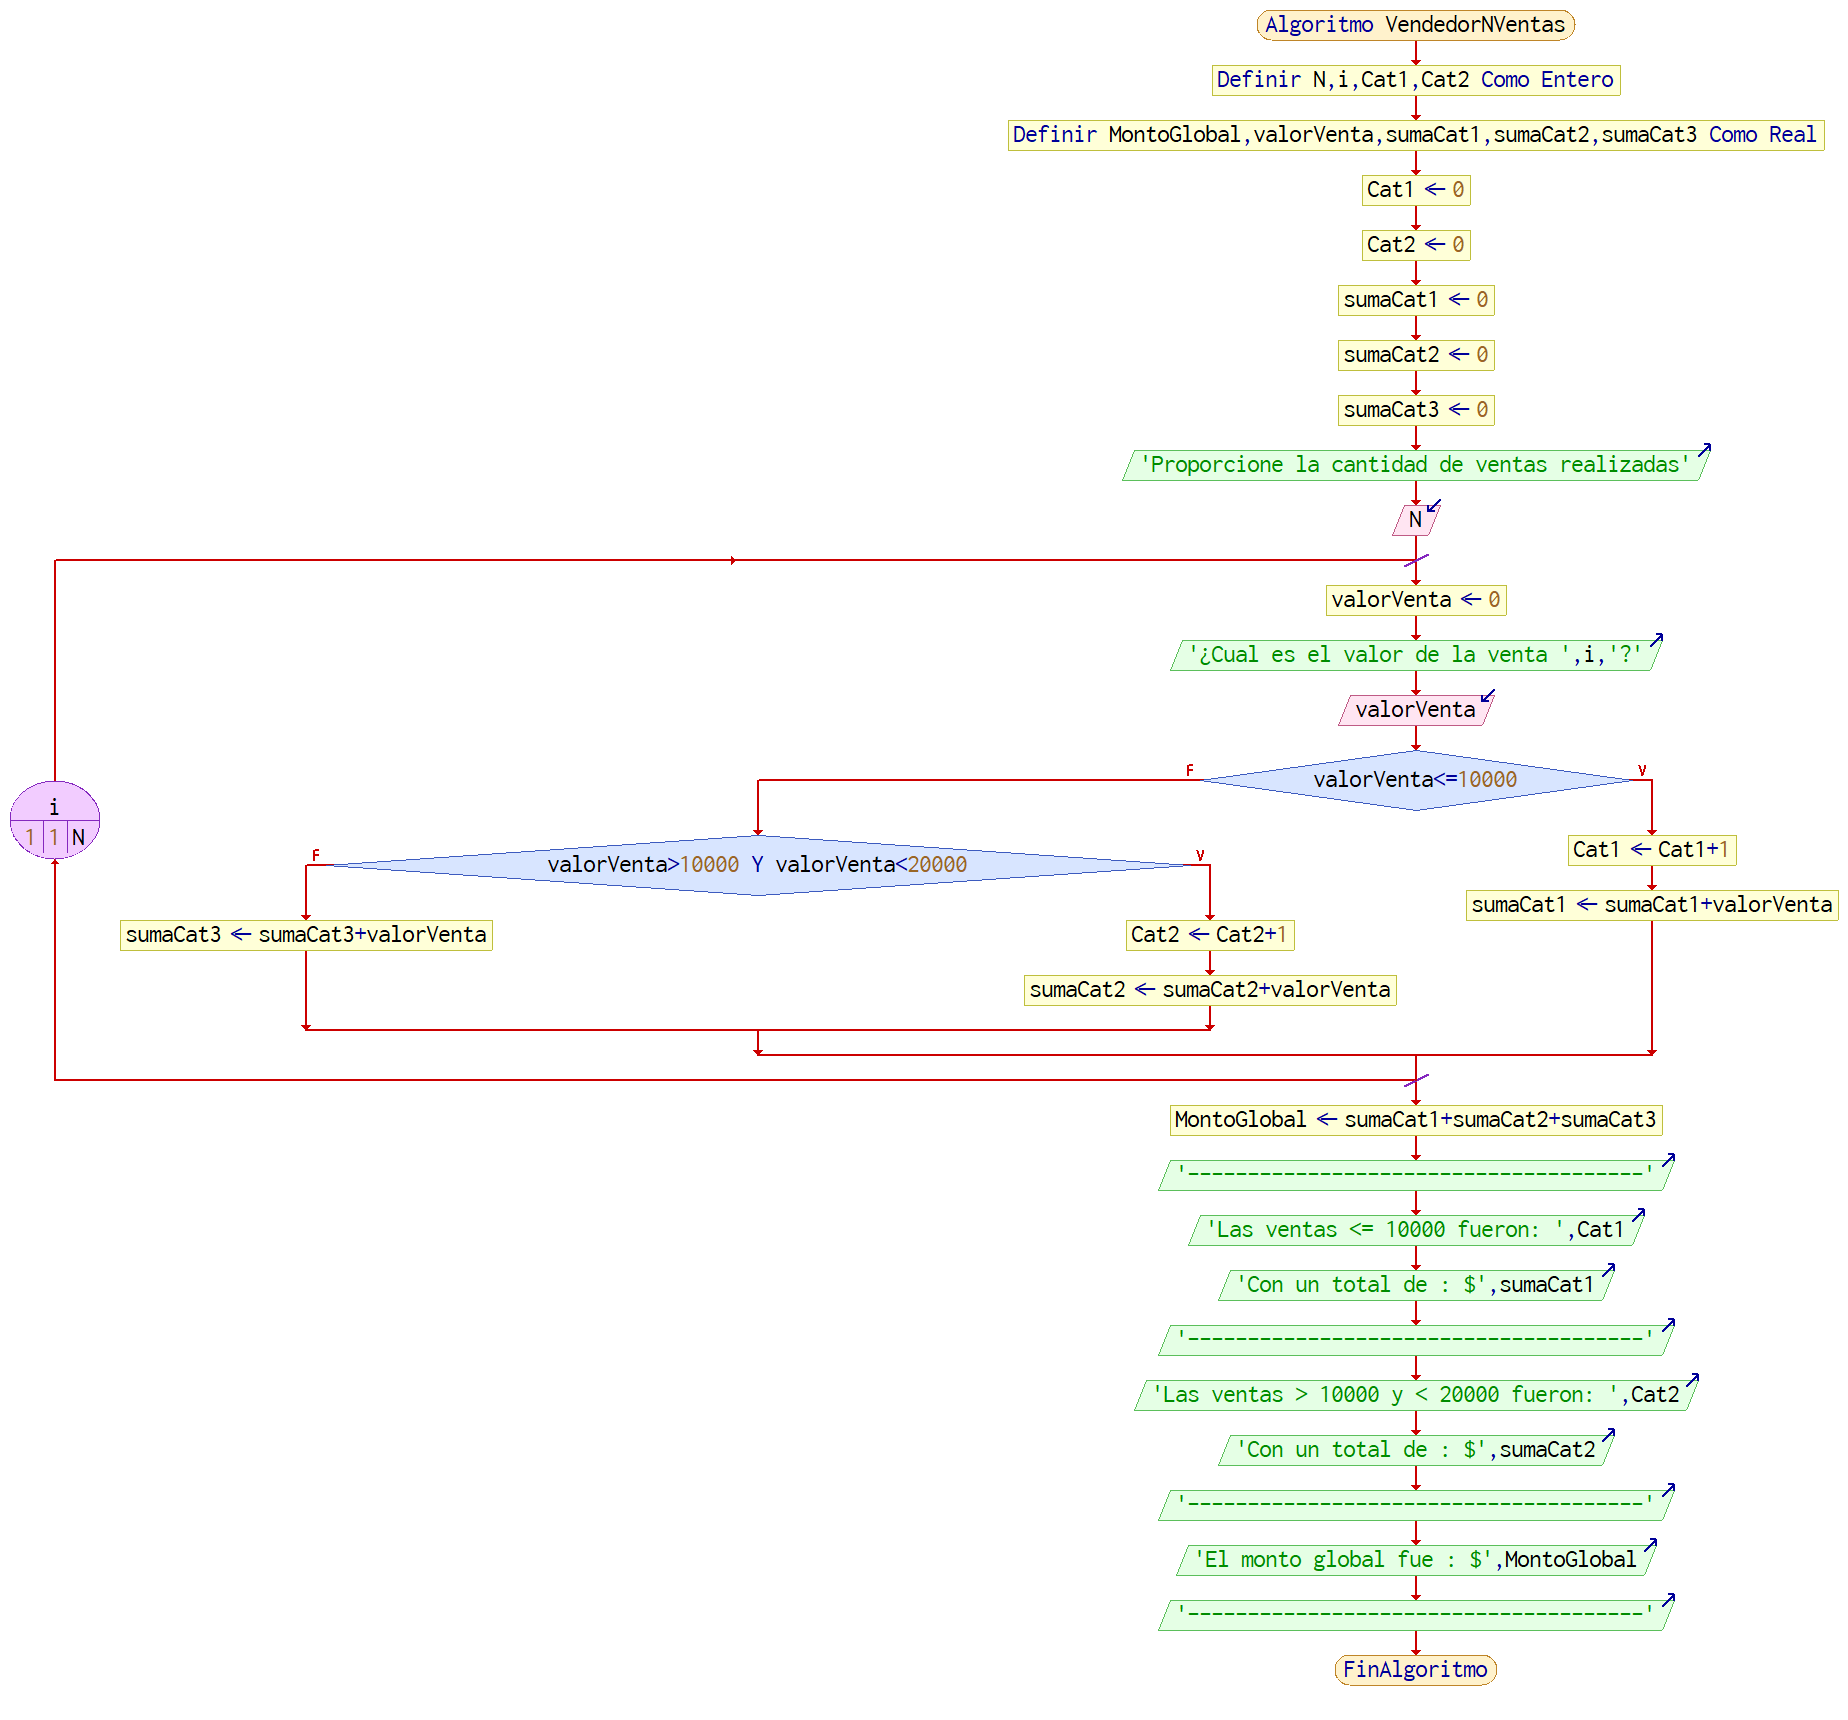 Algoritmo VendedorNVentas
Definir N,i,Cat1,Cat2 Como Entero
Definir MontoGlobal,valorVenta,sumaCat1,sumaCat2,sumaCat3 Como Real
Cat1 ← 0
Cat2 ← 0
sumaCat1 ← 0
sumaCat2 ← 0
sumaCat3 ← 0
'Proporcione la cantidad de ventas realizadas'
N
valorVenta ← 0
'¿Cual es el valor de la venta ',i,'?'
valorVenta
F
valorVenta<=10000
V
i
1 1 N
F
valorVenta>10000 Y valorVenta<20000
V
Cat1 ← Cat1+1
sumaCat1 ← sumaCat1+valorVenta
sumaCat3 ← sumaCat3+valorVenta
Cat2 ← Cat2+1
sumaCat2 ← sumaCat2+valorVenta
MontoGlobal ← sumaCat1+sumaCat2+sumaCat3
'--------------------------------------'
'Las ventas <= 10000 fueron: ',Cat1
'Con un total de : $',sumaCat1
'--------------------------------------'
'Las ventas > 10000 y < 20000 fueron: ',Cat2
'Con un total de : $',sumaCat2
'--------------------------------------'
'El monto global fue : $',MontoGlobal
'--------------------------------------'
FinAlgoritmo